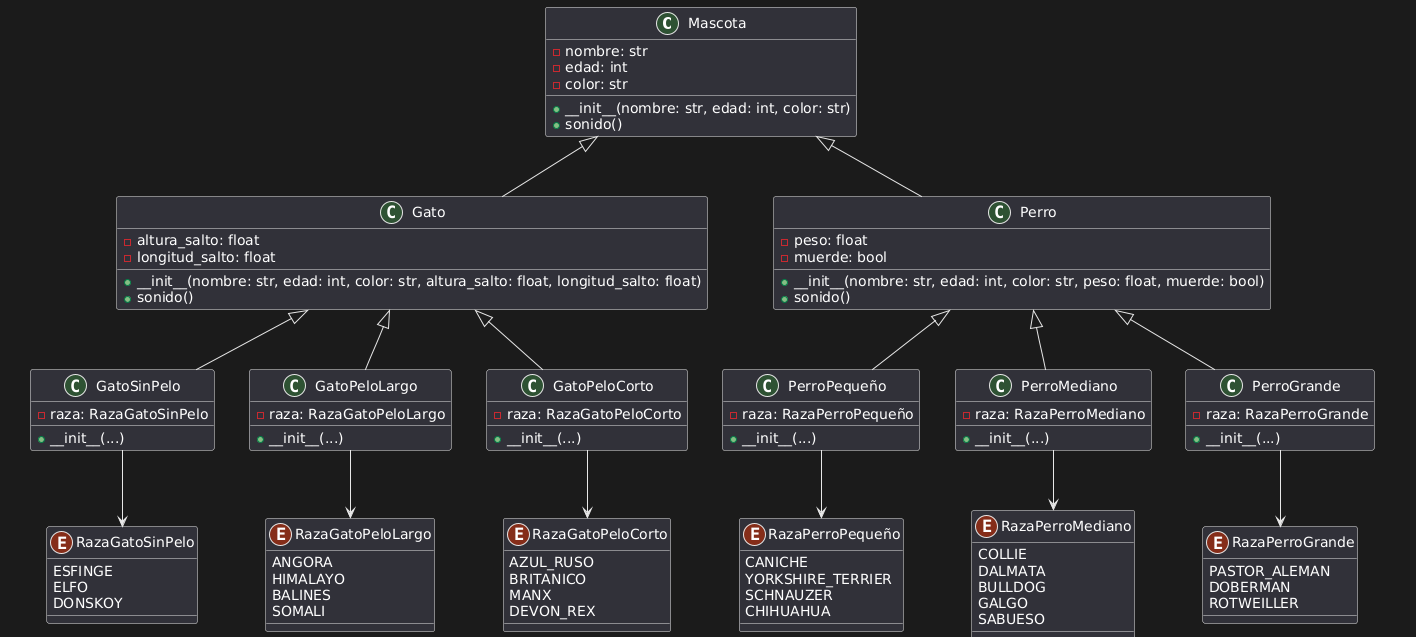 C Mascota
nombre: str
edad: int
color: str
__init__(nombre: str, edad: int, color: str)
sonido()
C Gato
altura_salto: float
longitud_salto: float
__init__(nombre: str, edad: int, color: str, altura_salto: float, longitud_salto: float)
sonido()
C Perro
peso: float
muerde: bool
__init__(nombre: str, edad: int, color: str, peso: float, muerde: bool)
sonido()
C GatoSinPelo
raza: RazaGatoSinPelo
__init__(...)
C GatoPeloLargo
raza: RazaGatoPeloLargo
__init__(...)
C GatoPeloCorto
raza: RazaGatoPeloCorto
__init__(...)
C PerroPequeño
raza: RazaPerroPequeño
__init__(...)
C PerroMediano
raza: RazaPerroMediano
__init__(...)
C PerroGrande
raza: RazaPerroGrande
__init__(...)
E RazaGatoSinPelo
ESFINGE
ELFO
DONSKOY
E RazaGatoPeloLargo
ANGORA
HIMALAYO
BALINES
SOMALI
E RazaGatoPeloCorto
AZUL_RUSO
BRITANICO
MANX
DEVON_REX
E RazaPerroPequeño
CANICHE
YORKSHIRE_TERRIER
SCHNAUZER
CHIHUAHUA
E RazaPerroMediano
COLLIE
DALMATA
BULLDOG
GALGO
SABUESO
E RazaPerroGrande
PASTOR_ALEMAN
DOBERMAN
ROTWEILLER